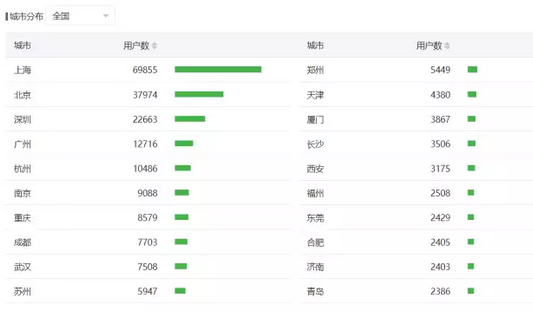 城市分布 全国
城市 用户数 城市 用户数
上海 69855 郑州 5449
北京 37974 天津 4380
深圳 22663 厦门 3867
广州 12716 长沙 3506
杭州 10486 西安 3175
南京 9088 福州 2508
重庆 8579 东莞 2429
成都 7703 合肥 2405
武汉 7508 济南 2403
苏州 5947 青岛 2386